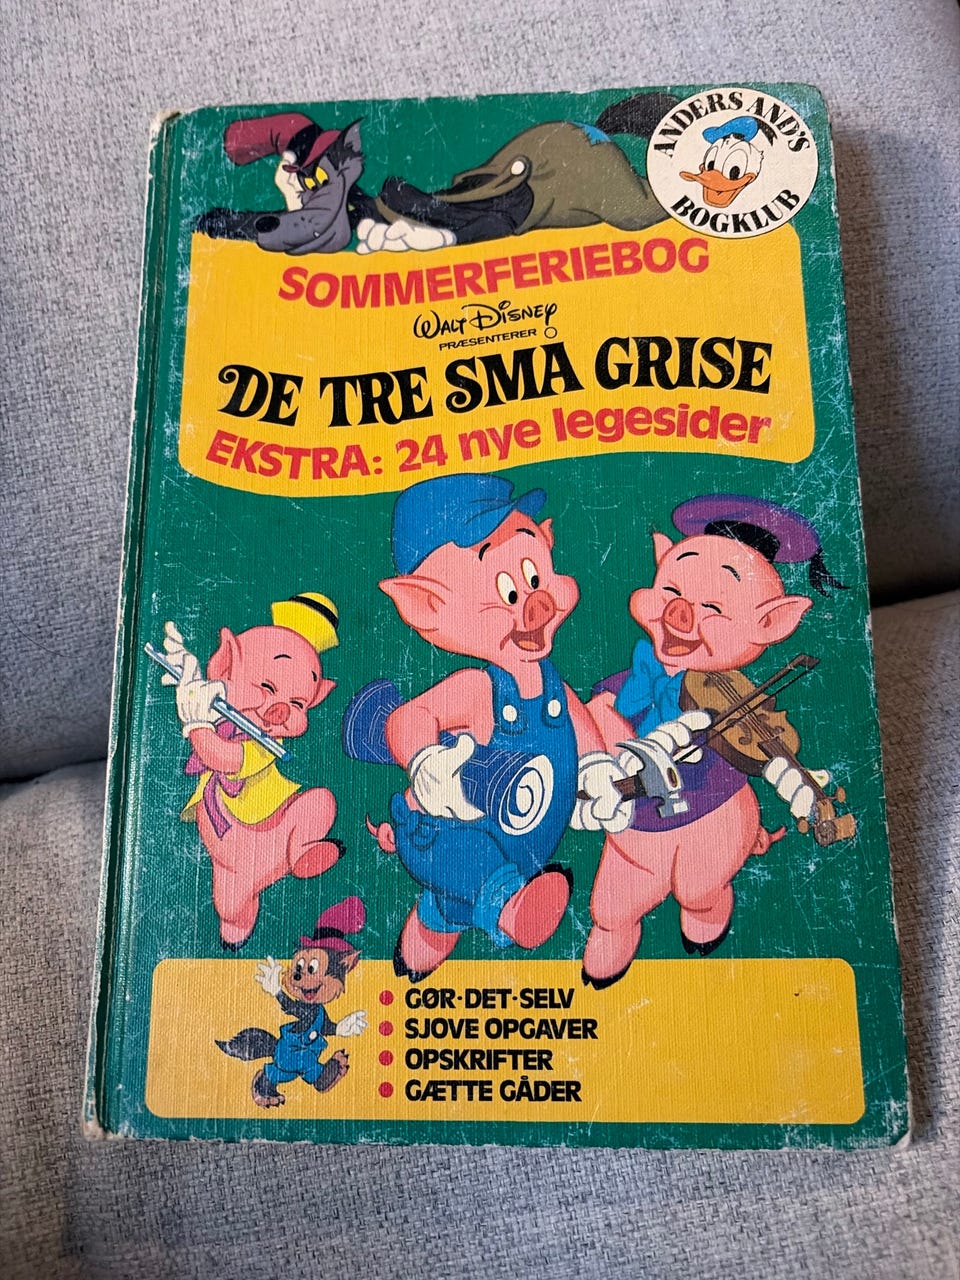 ANDERS AND'S
BOGKLUB
SOMMERFERIEBOG
WALT DISNEY
PRÆSENTERER
DE TRE SMÅ GRISE
EKSTRA: 24 nye legesider
• GØR·DET·SELV
• SJOVE OPGAVER
• OPSKRIFTER
• GÆTTE GÅDER